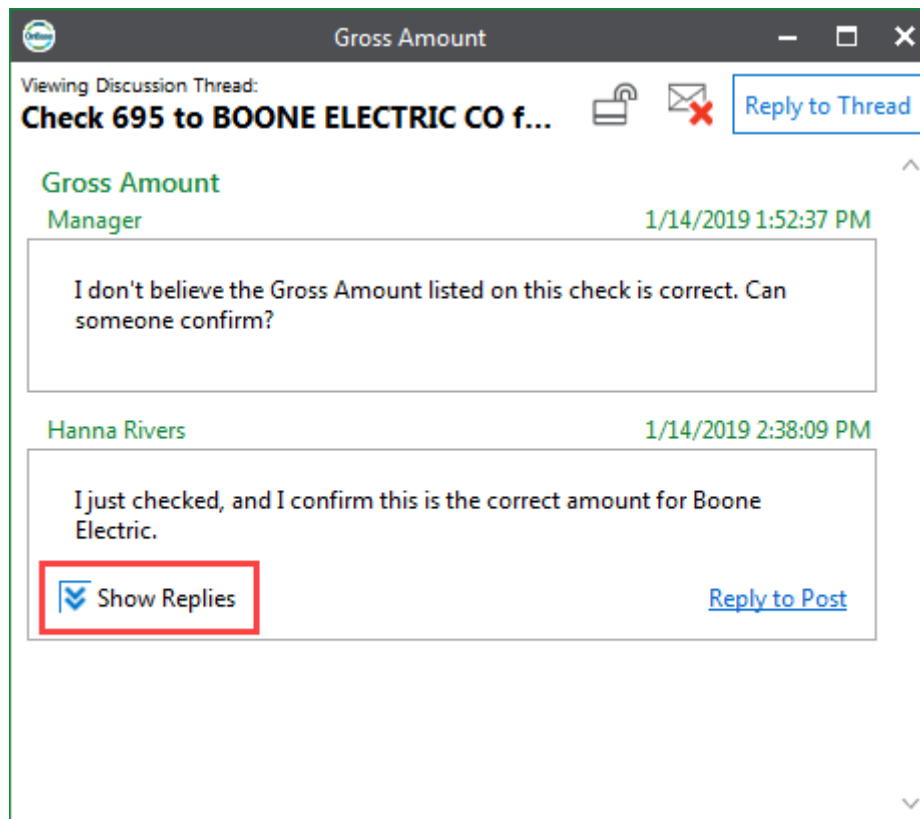 Gross Amount
Viewing Discussion Thread:
Check 695 to BOONE ELECTRIC CO f...
Reply to Thread
Gross Amount
Manager 1/14/2019 1:52:37 PM
I don't believe the Gross Amount listed on this check is correct. Can
someone confirm?
Hanna Rivers 1/14/2019 2:38:09 PM
I just checked, and I confirm this is the correct amount for Boone
Electric.
Show Replies Reply to Post